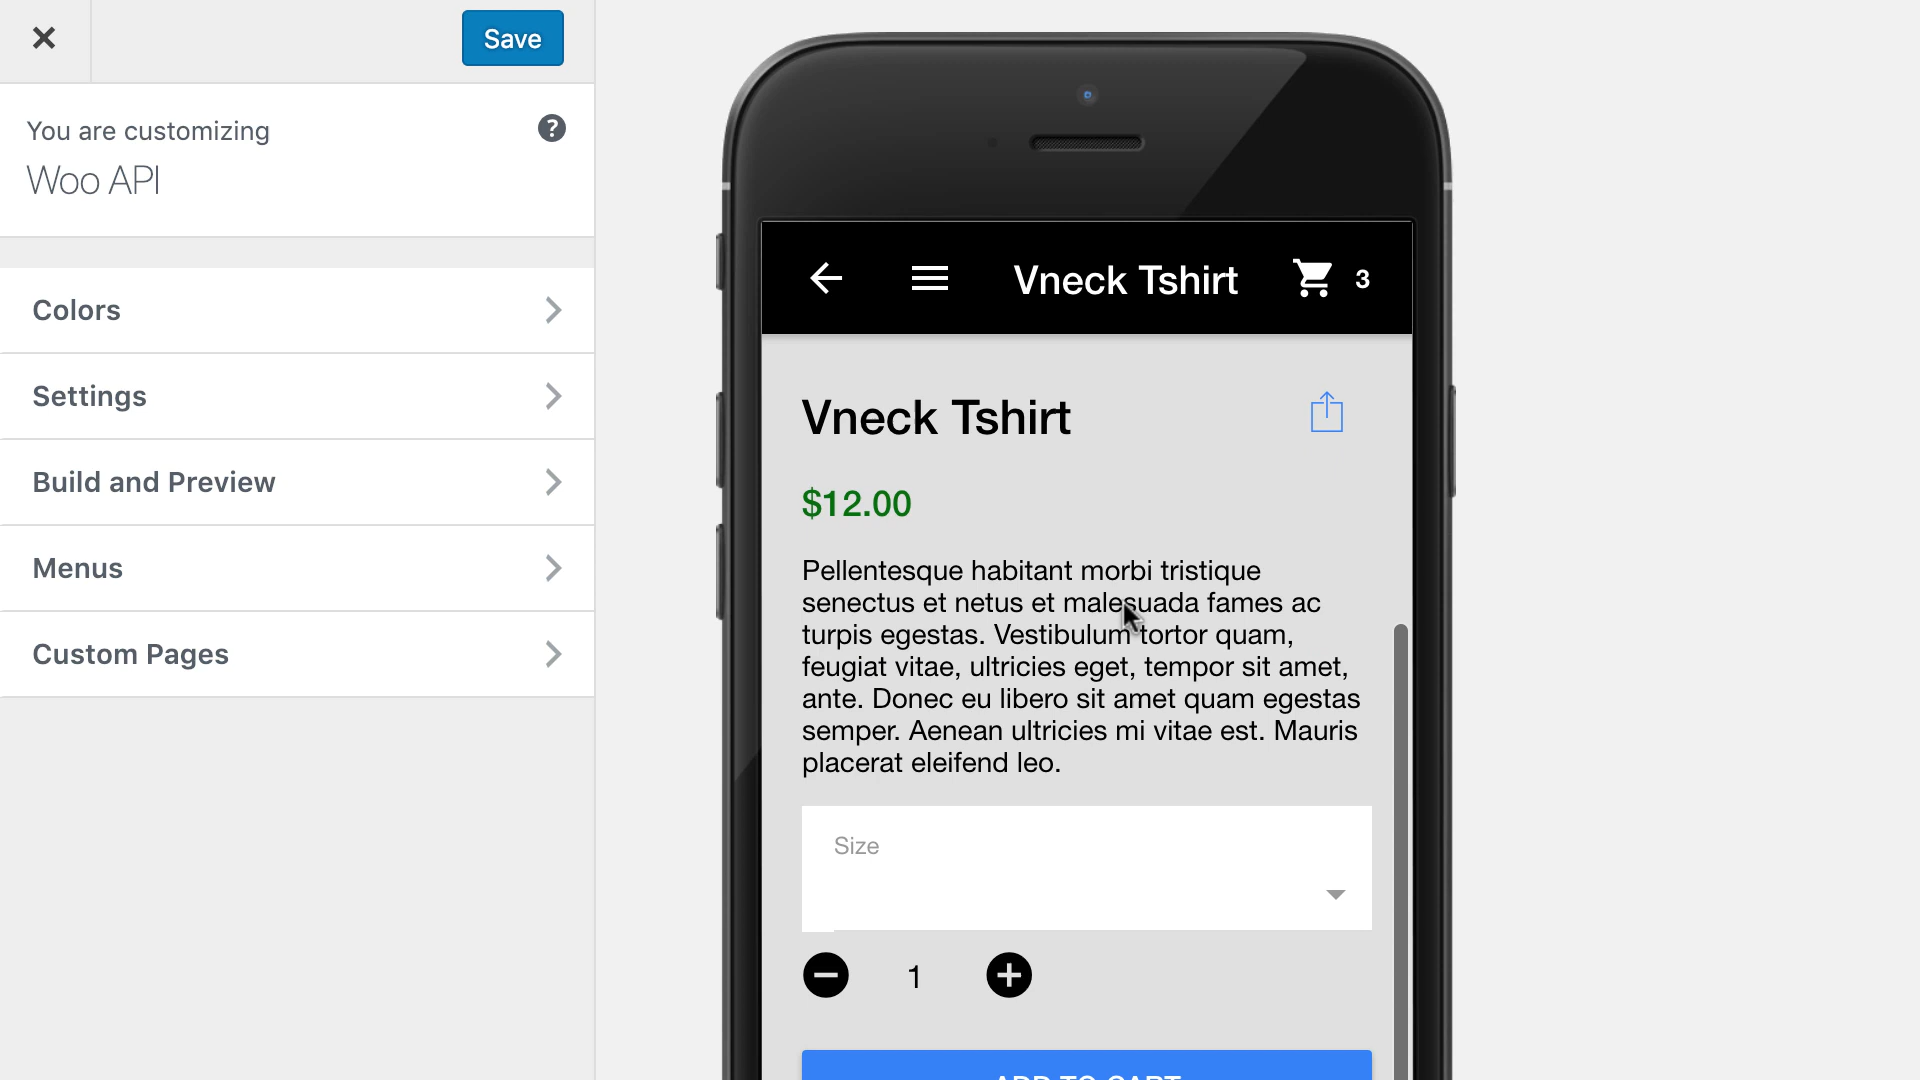 Save
You are customizing
Woo API
Colors
Settings
Build and Preview
Menus
Custom Pages
Vneck Tshirt
3
Vneck Tshirt
$12.00
Pellentesque habitant morbi tristique
senectus et netus et malesuada fames ac
turpis egestas. Vestibulum tortor quam,
feugiat vitae, ultricies eget, tempor sit amet,
ante. Donec eu libero sit amet quam egestas
semper. Aenean ultricies mi vitae est. Mauris
placerat eleifend leo.
Size
1
ADD TO CART